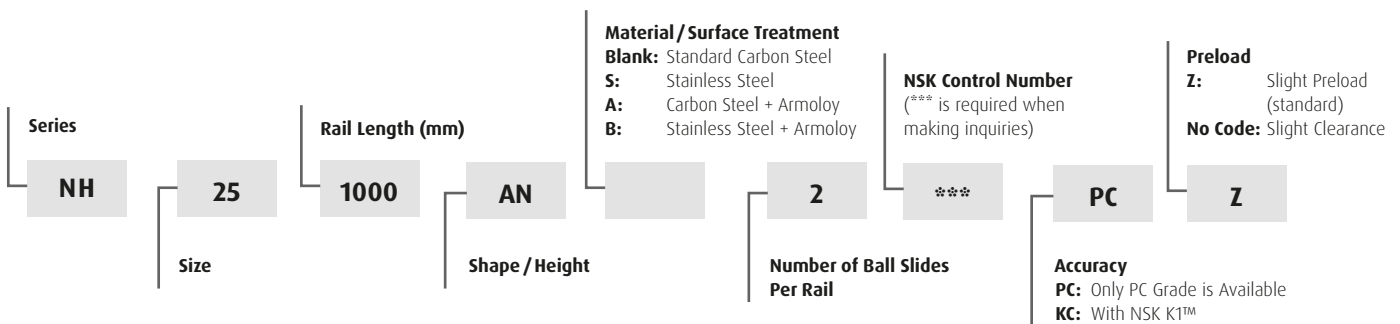 Material / Surface Treatment
Blank: Standard Carbon Steel
S: Stainless Steel
A: Carbon Steel + Armoloy
B: Stainless Steel + Armoloy
NSK Control Number
(*** is required when
making inquiries)
Preload
Z: Slight Preload
(standard)
No Code: Slight Clearance
Series
Rail Length (mm)
NH 25 1000 AN 2 *** PC Z
Size
Shape / Height
Number of Ball Slides
Per Rail
Accuracy
PC: Only PC Grade is Available
KC: With NSK K1™